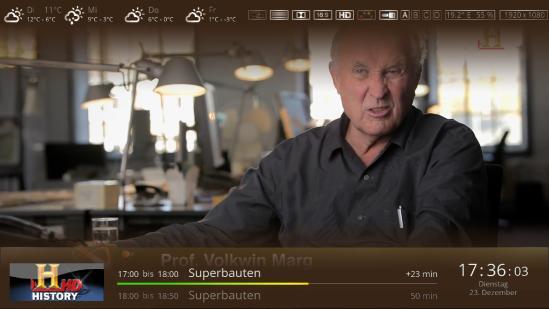 Di 11°C
12°C • 6°C
Mi
9°C • 3°C
Do
6°C • 0°C
Fr
1°C • -3°C
16:9 HD A B C D 19.2° E 55 % 1920 x 1080
H
Prof. Volkwin Marg
17:00 bis 18:00 Superbauten +23 min
18:00 bis 18:50 Superbauten 50 min
H HD
HISTORY
17:36:03
Dienstag
23. Dezember